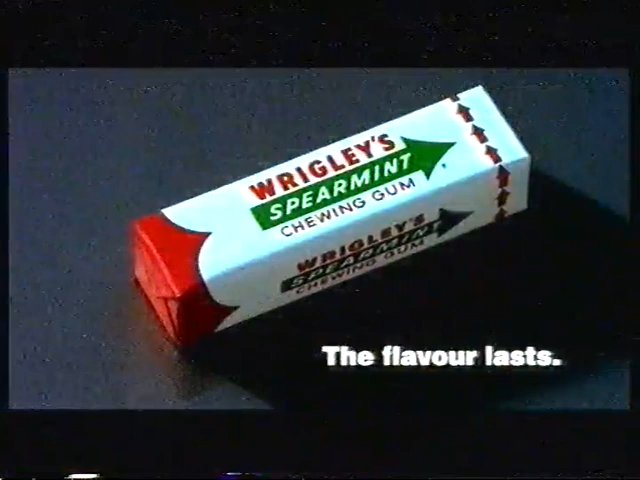 WRIGLEY'S
SPEARMINT
CHEWING GUM
WRIGLEY'S
SPEARMINT
CHEWING GUM
The flavour lasts.